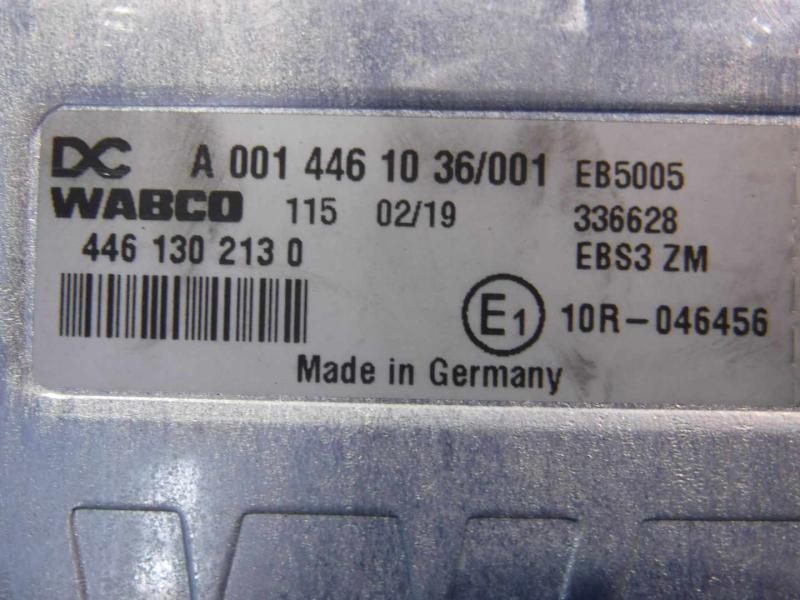 DC A 001 446 10 36/001 EB5005
WABCO 115 02/19 336628
446 130 213 0 EBS3 ZM
E1 10R-046456
Made in Germany